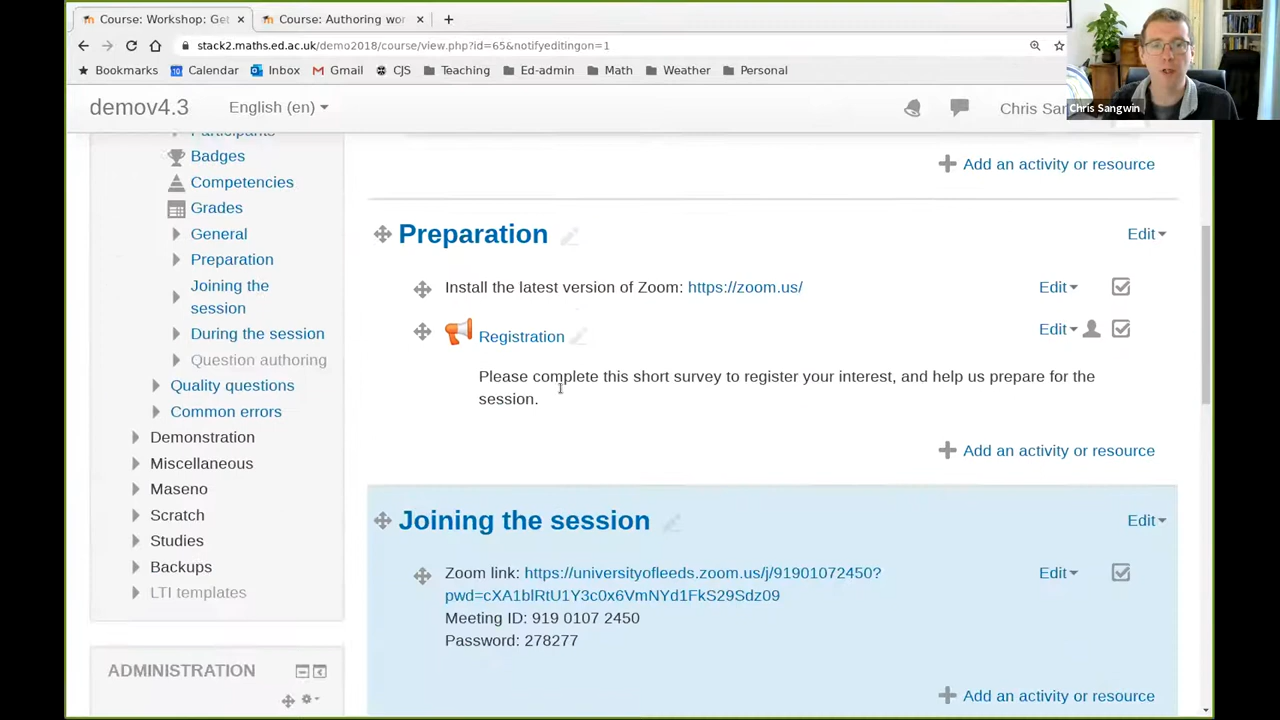 Course: Workshop: Get
Course: Authoring wor
stack2.maths.ed.ac.uk/demo2018/course/view.php?id=65&notifyeditingon=1
Bookmarks Calendar Inbox Gmail CJS Teaching Ed-admin Math Weather Personal
demov4.3 English (en) Chris San
Chris Sangwin
Participants
Badges
Competencies
Grades
General
Preparation
Joining the
session
During the session
Question authoring
Quality questions
Common errors
Demonstration
Miscellaneous
Maseno
Scratch
Studies
Backups
LTI templates
ADMINISTRATION
Add an activity or resource
Preparation Edit
Install the latest version of Zoom: https://zoom.us/ Edit
Registration Edit
Please complete this short survey to register your interest, and help us prepare for the
session.
Add an activity or resource
Joining the session Edit
Zoom link: https://universityofleeds.zoom.us/j/91901072450? Edit
pwd=cXA1blRtU1Y3c0x6VmNYd1FkS29Sdz09
Meeting ID: 919 0107 2450
Password: 278277
Add an activity or resource